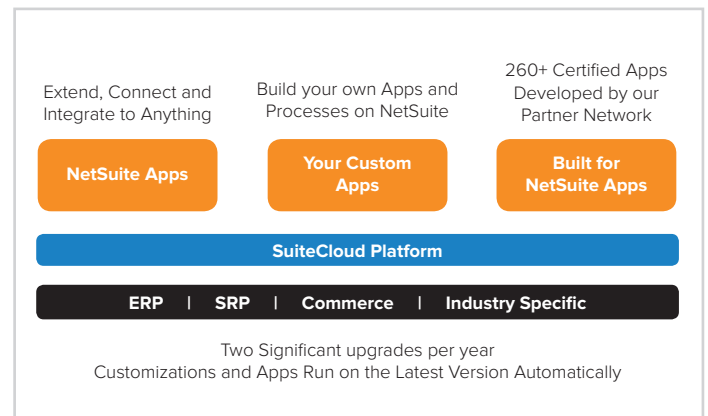 Extend, Connect and
Integrate to Anything
NetSuite Apps
Build your own Apps and
Processes on NetSuite
Your Custom
Apps
260+ Certified Apps
Developed by our
Partner Network
Built for
NetSuite Apps
SuiteCloud Platform
ERP | SRP | Commerce | Industry Specific
Two Significant upgrades per year
Customizations and Apps Run on the Latest Version Automatically